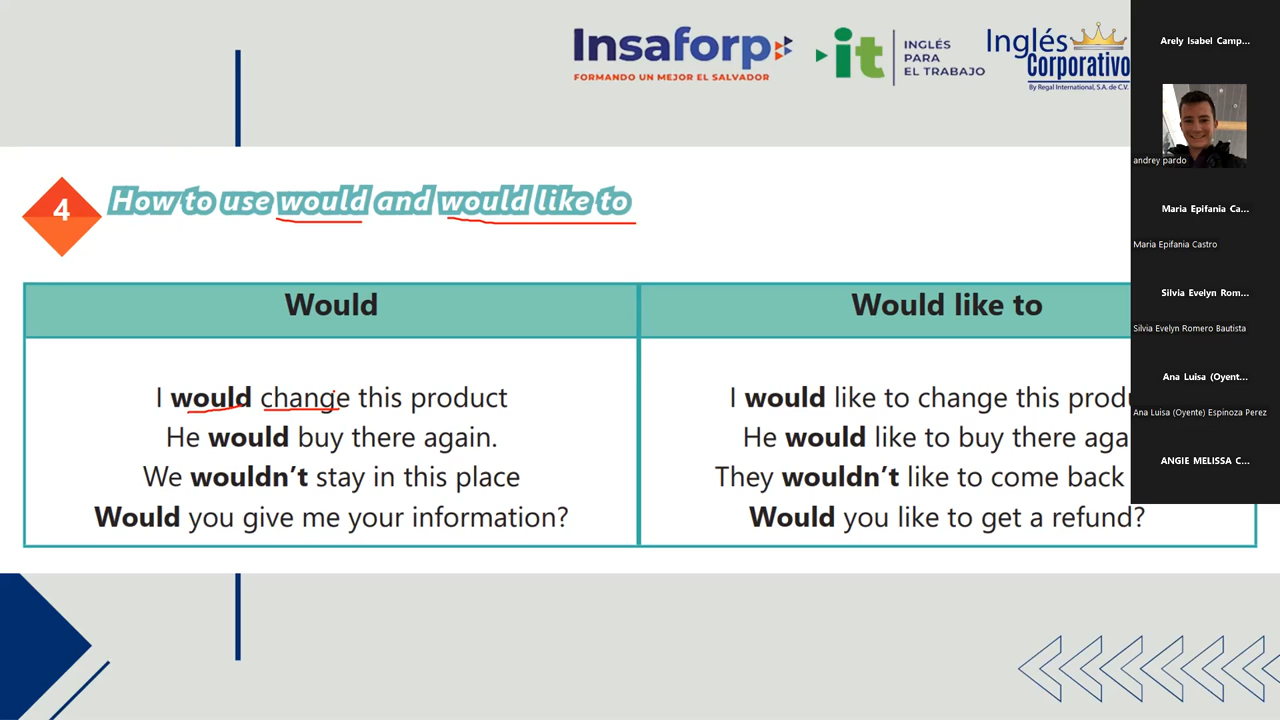 Insaforp
FORMANDO UN MEJOR EL SALVADOR
it
INGLÉS
PARA
EL TRABAJO
Inglés
Corporativo
By Regal International, S.A. de C.V.
4
How to use would and would like to
Would
I would change this product
He would buy there again.
We wouldn't stay in this place
Would you give me your information?
Would like to
I would like to change this
He would like to buy there
They wouldn't like to come back
Would you like to get a refund?
Arely Isabel Camp...
andrey pardo
Maria Epifania Ca...
Maria Epifania Castro
Silvia Evelyn Rom...
Silvia Evelyn Romero Bautista
Ana Luisa (Oyent...
Ana Luisa (Oyente) Espinoza Perez
ANGIE MELISSA C...